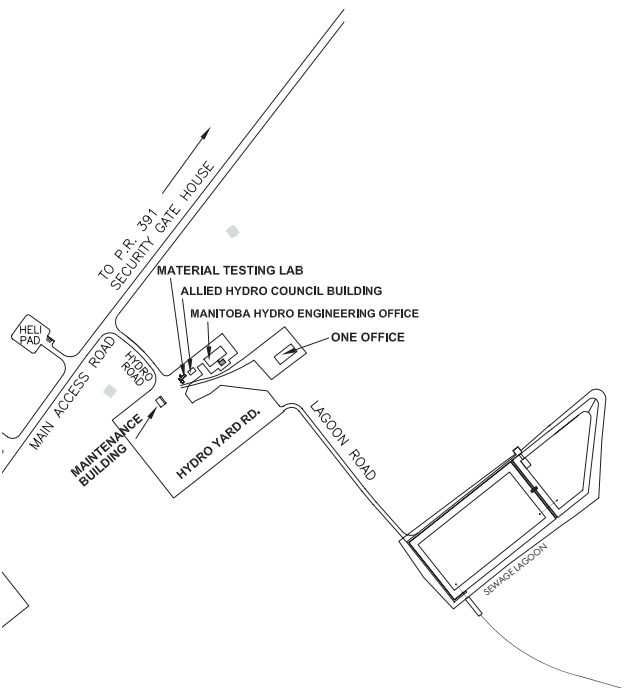 TO P.R. 391
SECURITY GATE HOUSE
MATERIAL TESTING LAB
ALLIED HYDRO COUNCIL BUILDING
MANITOBA HYDRO ENGINEERING OFFICE
ONE OFFICE
HELI
PAD
HYDRO
ROAD
MAIN ACCESS ROAD
MAINTENANCE
BUILDING
HYDRO YARD RD.
LAGOON ROAD
SEWAGE LAGOON